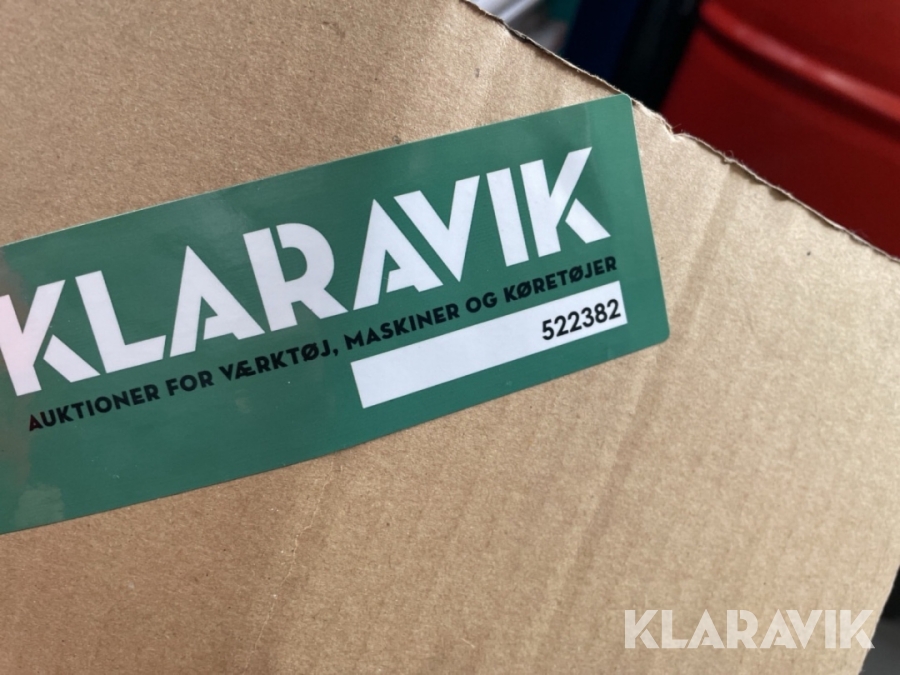 KLARAVIK
AUKTIONER FOR VÆRKTØJ, MASKINER OG KØRETØJER
522382
KLARAVIK